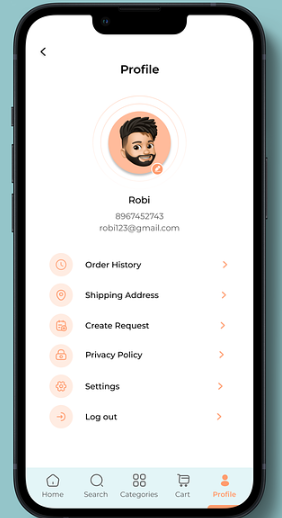 Profile
Robi
8967452743
robi123@gmail.com
Order History
Shipping Address
Create Request
Privacy Policy
Settings
Log out
Home Search Categories Cart Profile